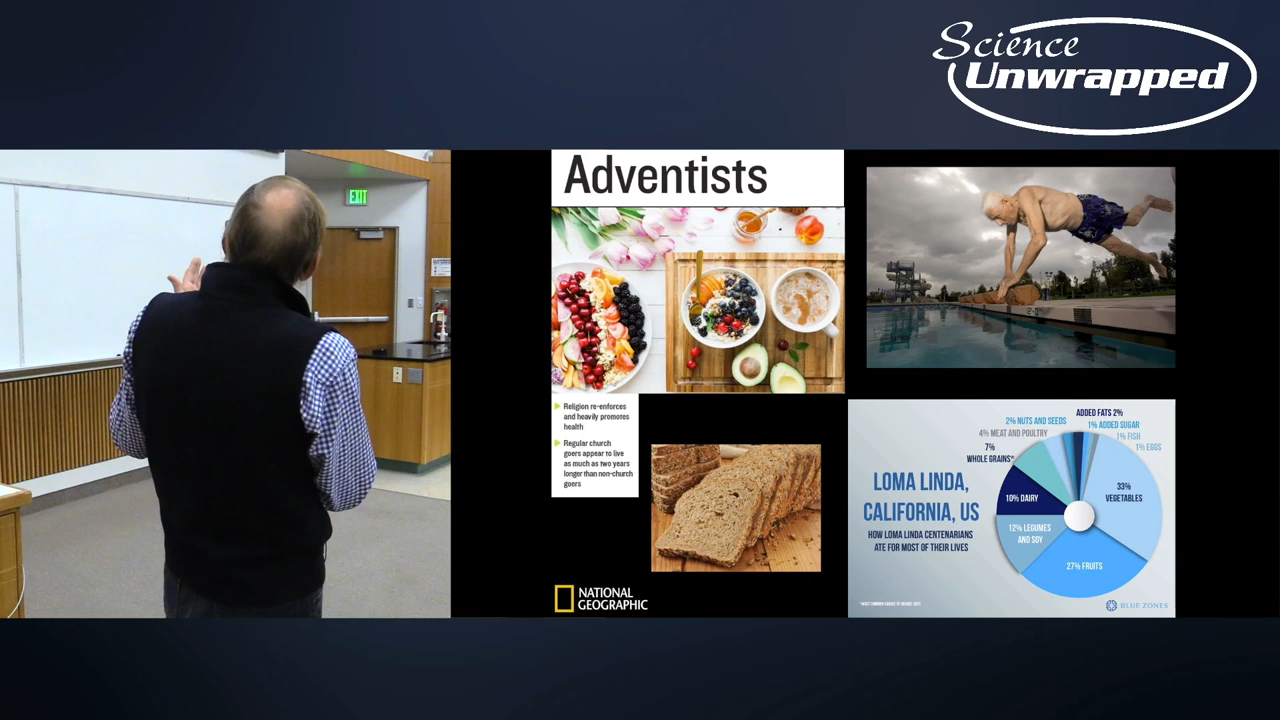 Science
Unwrapped
EXIT
Adventists
Religion re-enforces
and heavily promotes
health
Regular church
goers appear to live
as much as two years
longer than non-church
goers
NATIONAL
GEOGRAPHIC
ADDED FATS 2%
2% NUTS AND SEEDS
1% ADDED SUGAR
4% MEAT AND POULTRY
1% FISH
7%
WHOLE GRAINS*
1% EGGS
LOMA LINDA,
CALIFORNIA, US
HOW LOMA LINDA CENTENARIANS
ATE FOR MOST OF THEIR LIVES
33%
VEGETABLES
10% DAIRY
12% LEGUMES
AND SOY
27% FRUITS
BLUE ZONES